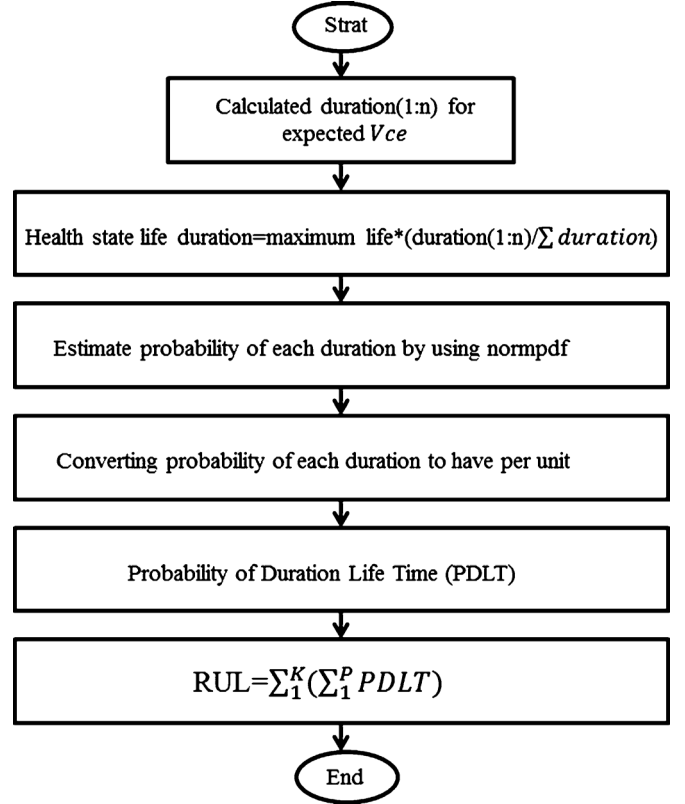 Strat
Calculated duration(1:n) for
expected Vce
Health state life duration=maximum life*(duration(1:n)/∑ duration)
Estimate probability of each duration by using normpdf
Converting probability of each duration to have per unit
Probability of Duration Life Time (PDLT)
RUL=∑₁ᴷ(∑₁ᴾ PDLT)
End